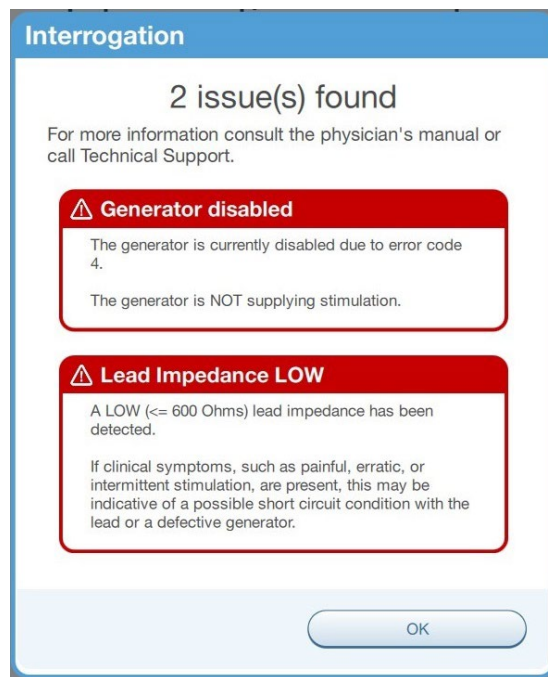 Interrogation
2 issue(s) found
For more information consult the physician's manual or
call Technical Support.
Generator disabled
The generator is currently disabled due to error code
4.
The generator is NOT supplying stimulation.
Lead Impedance LOW
A LOW (<= 600 Ohms) lead impedance has been
detected.
If clinical symptoms, such as painful, erratic, or
intermittent stimulation, are present, this may be
indicative of a possible short circuit condition with the
lead or a defective generator.
OK